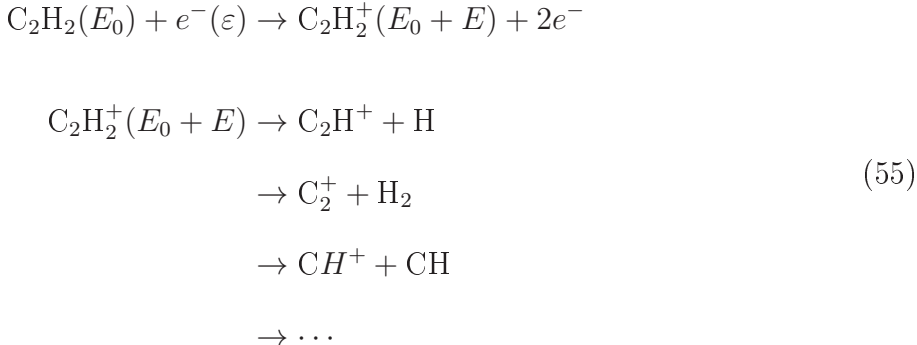 C₂H₂(E₀) + e⁻(ε) → C₂H₂⁺(E₀ + E) + 2e⁻
C₂H₂⁺(E₀ + E) → C₂H⁺ + H
(55)
→ C₂⁺ + H₂
→ CH⁺ + CH
→ ⋯